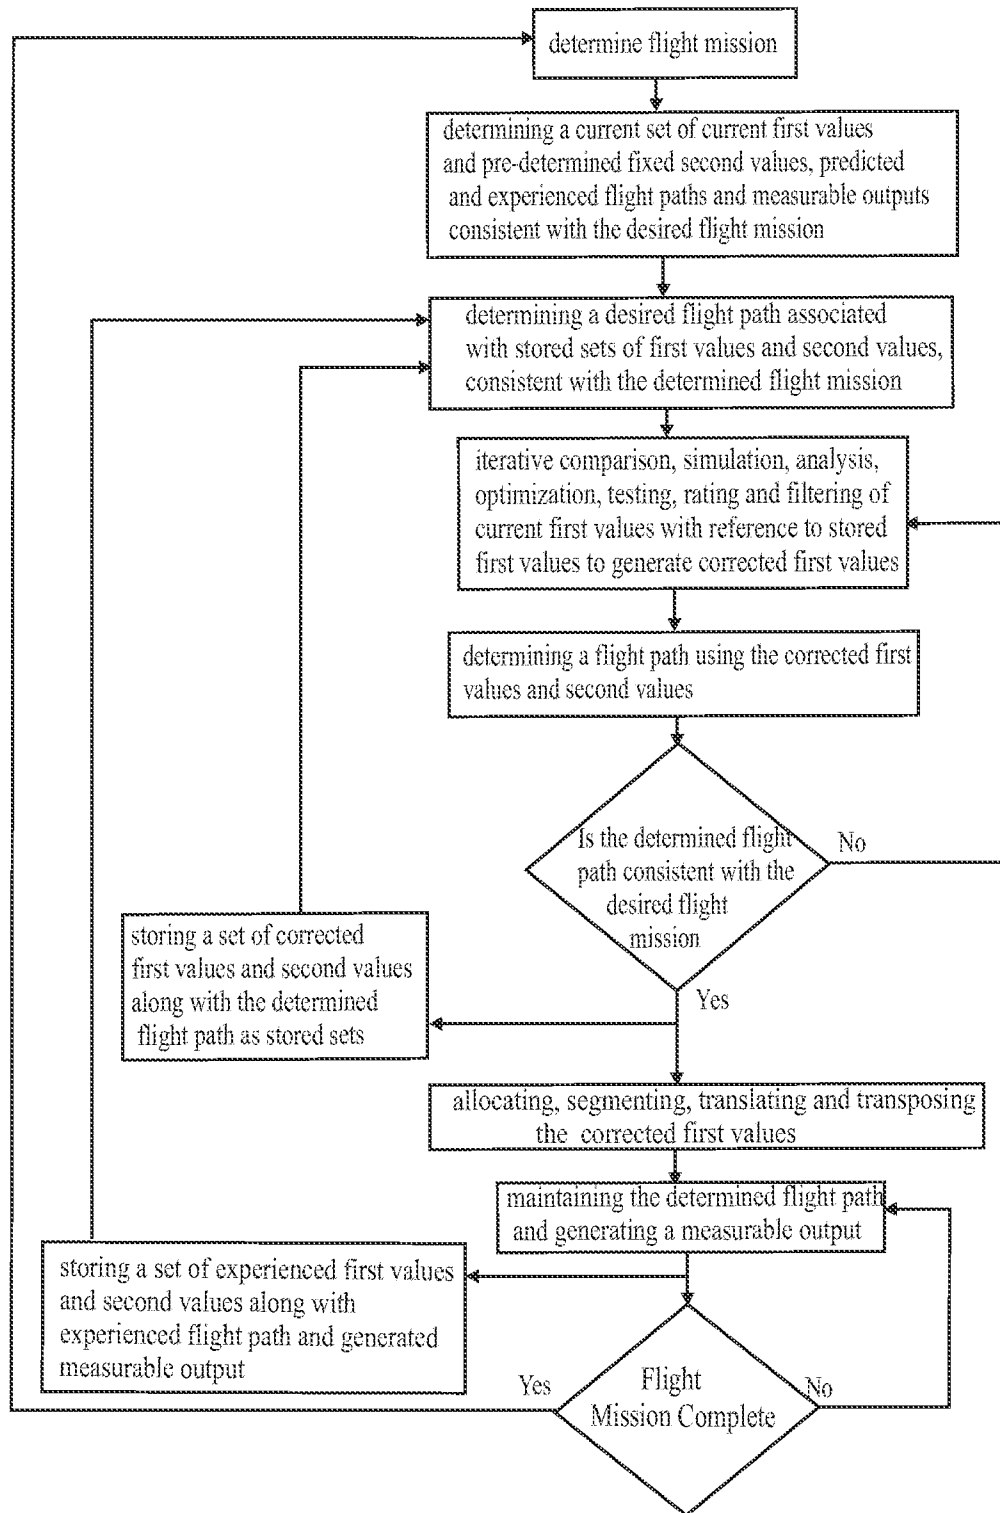 determine flight mission
determining a current set of current first values
and pre-determined fixed second values, predicted
and experienced flight paths and measurable outputs
consistent with the desired flight mission
determining a desired flight path associated
with stored sets of first values and second values,
consistent with the determined flight mission
iterative comparison, simulation, analysis,
optimization, testing, rating and filtering of
current first values with reference to stored
first values to generate corrected first values
determining a flight path using the corrected first
values and second values
Is the determined flight
path consistent with the
desired flight
mission
No
Yes
storing a set of corrected
first values and second values
along with the determined
flight path as stored sets
allocating, segmenting, translating and transposing
the corrected first values
maintaining the determined flight path
and generating a measurable output
storing a set of experienced first values
and second values along with
experienced flight path and generated
measurable output
Flight
Mission Complete
Yes
No